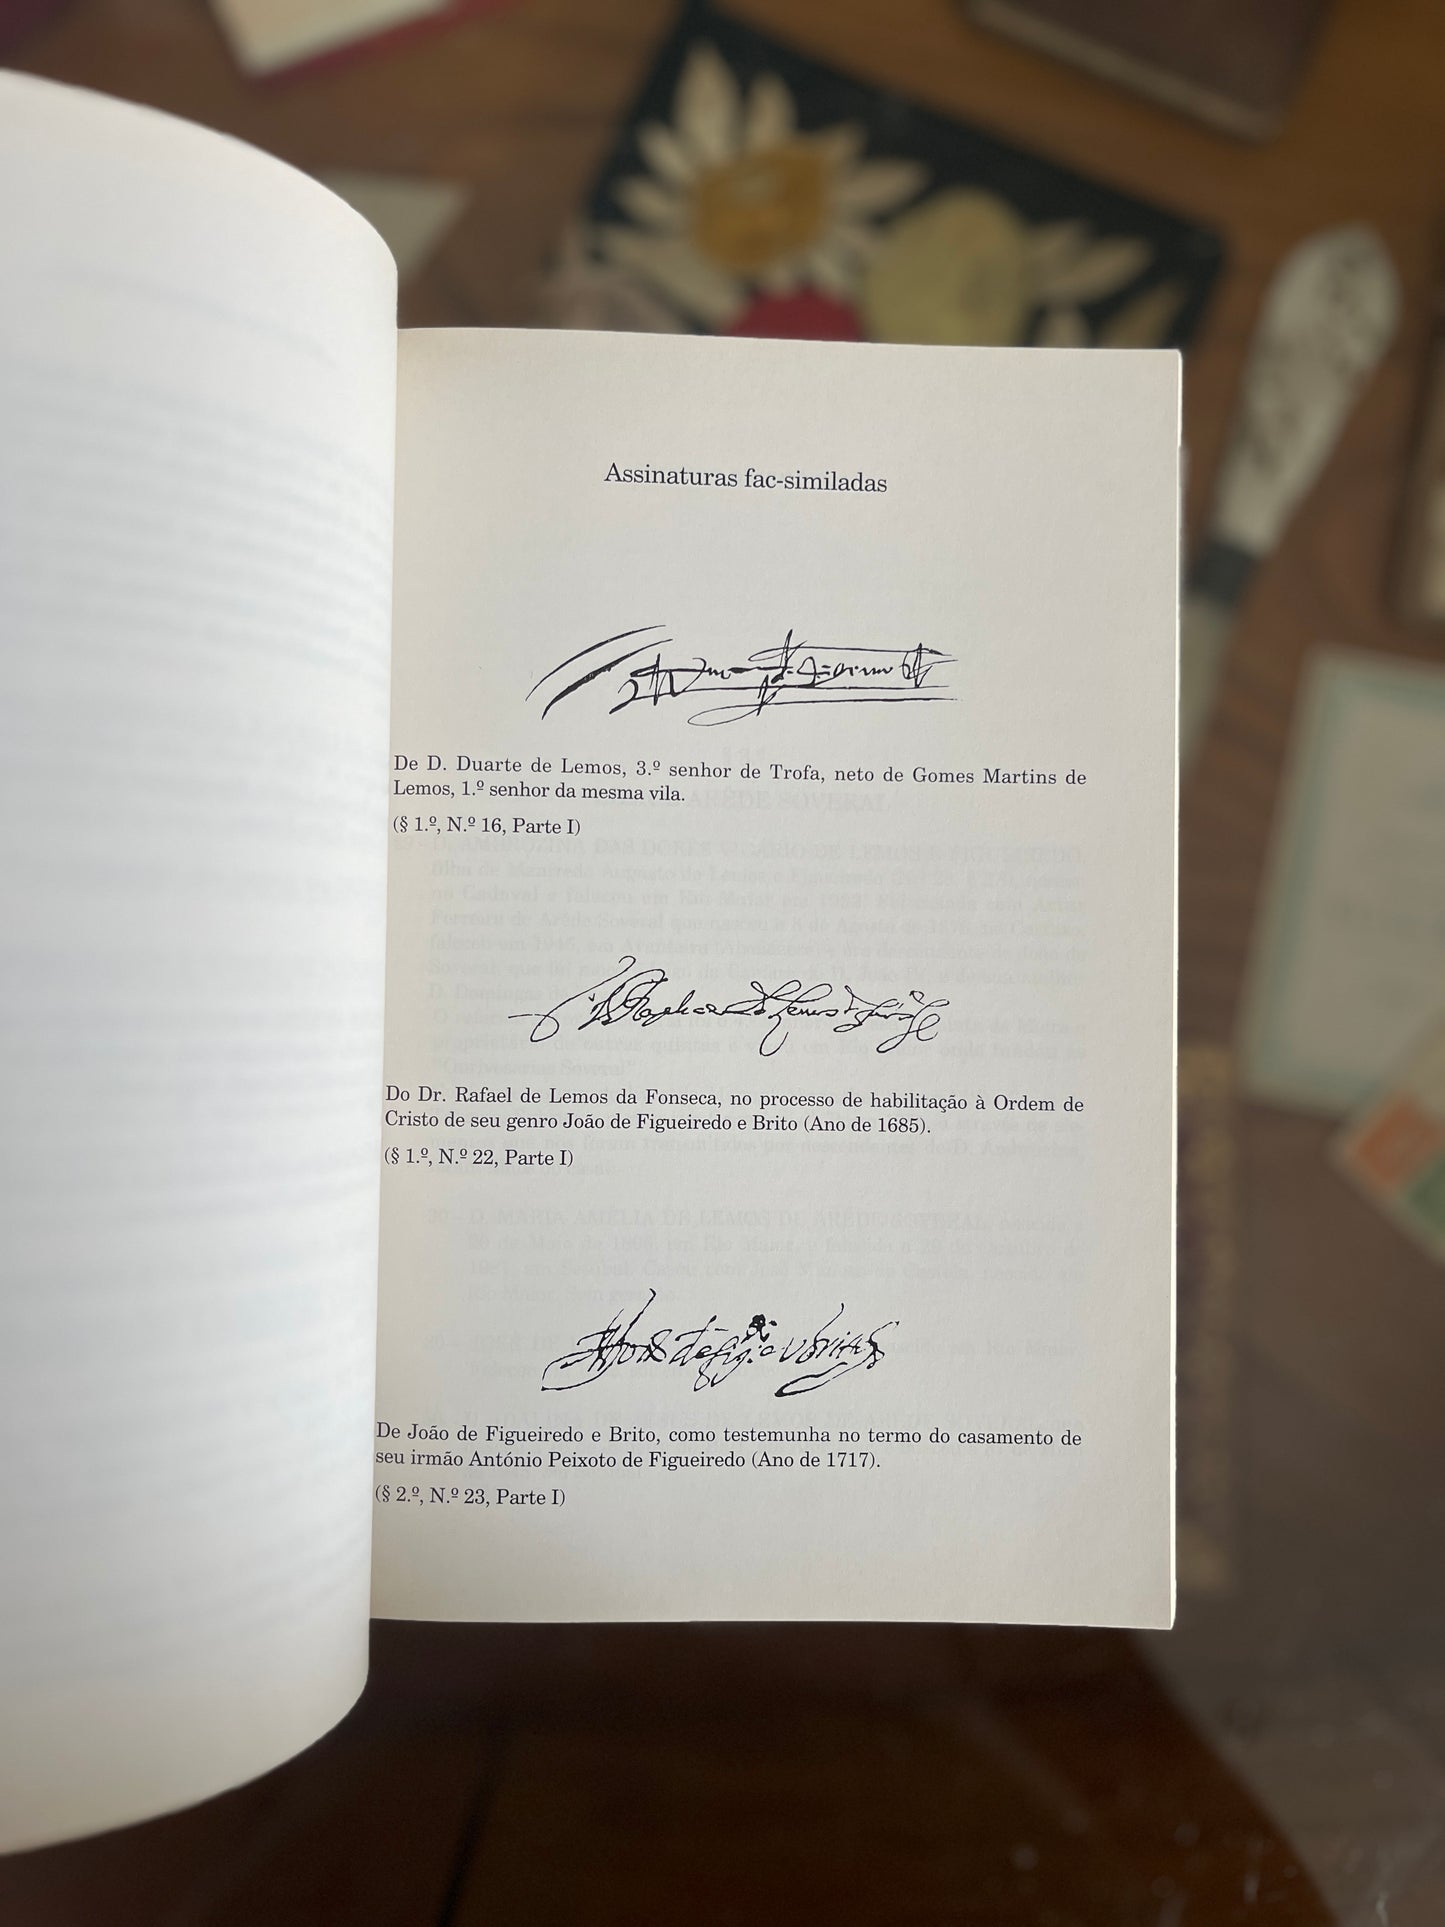 Assinaturas fac-similadas
De D. Duarte de Lemos, 3.º senhor de Trofa, neto de Gomes Martins de
Lemos, 1.º senhor da mesma vila.
(§ 1.º, N.º 16, Parte I)
Do Dr. Rafael de Lemos da Fonseca, no processo de habilitação à Ordem de
Cristo de seu genro João de Figueiredo e Brito (Ano de 1685).
(§ 1.º, N.º 22, Parte I)
De João de Figueiredo e Brito, como testemunha no termo do casamento de
seu irmão António Peixoto de Figueiredo (Ano de 1717).
(§ 2.º, N.º 23, Parte I)